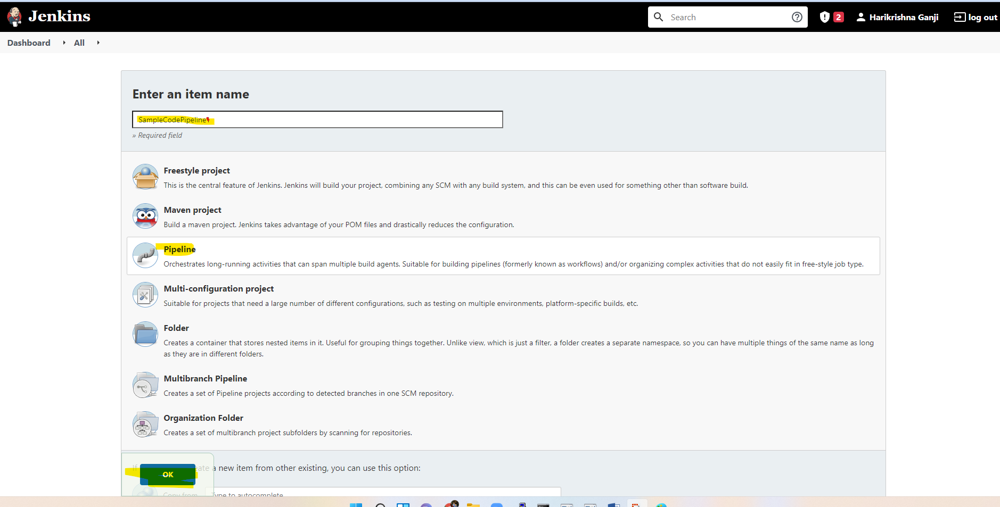 Jenkins
Search
2
Harikrishna Ganji
log out
Dashboard
All
Enter an item name
SampleCodePipeline
» Required field
Freestyle project
This is the central feature of Jenkins. Jenkins will build your project, combining any SCM with any build system, and this can be even used for something other than software build.
Maven project
Build a maven project. Jenkins takes advantage of your POM files and drastically reduces the configuration.
Pipeline
Orchestrates long-running activities that can span multiple build agents. Suitable for building pipelines (formerly known as workflows) and/or organizing complex activities that do not easily fit in free-style job type.
Multi-configuration project
Suitable for projects that need a large number of different configurations, such as testing on multiple environments, platform-specific builds, etc.
Folder
Creates a container that stores nested items in it. Useful for grouping things together. Unlike view, which is just a filter, a folder creates a separate namespace, so you can have multiple things of the same name as long
as they are in different folders.
Multibranch Pipeline
Creates a set of Pipeline projects according to detected branches in one SCM repository.
Organization Folder
Creates a set of multibranch project subfolders by scanning for repositories.
If eate a new item from other existing, you can use this option:
OK
Copy from
Type to autocomplete